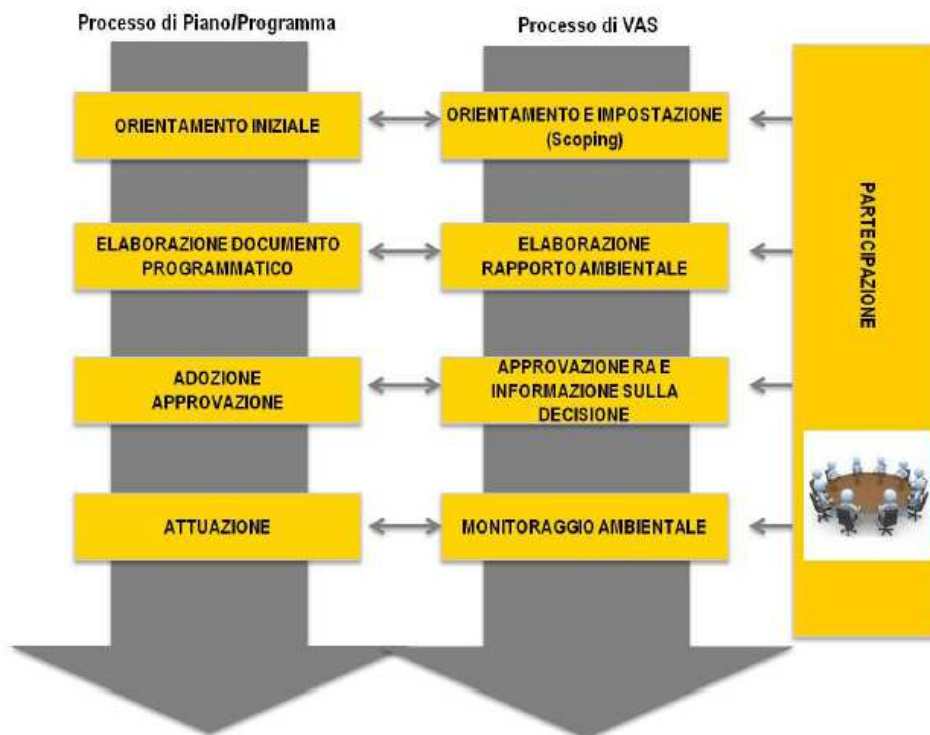 Processo di Piano/Programma
Processo di VAS
ORIENTAMENTO INIZIALE
ORIENTAMENTO E IMPOSTAZIONE
(Scoping)
ELABORAZIONE DOCUMENTO
PROGRAMMATICO
ELABORAZIONE
RAPPORTO AMBIENTALE
ADOZIONE
APPROVAZIONE
APPROVAZIONE RA E
INFORMAZIONE SULLA
DECISIONE
ATTUAZIONE
MONITORAGGIO AMBIENTALE
PARTECIPAZIONE